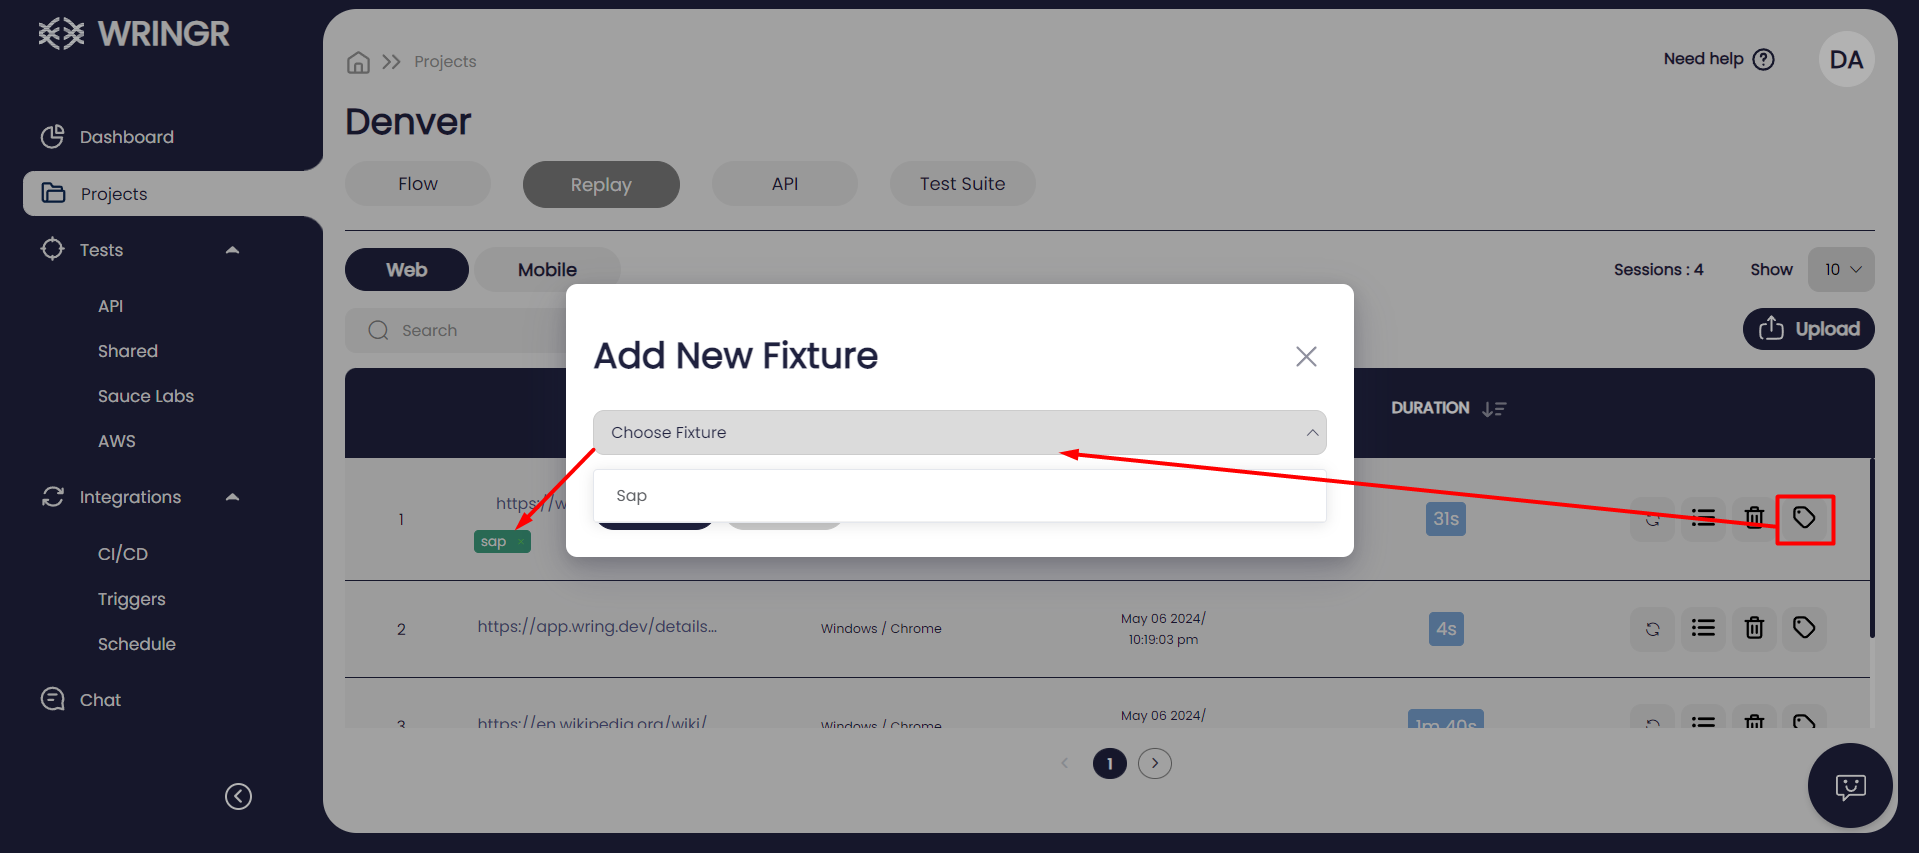 WRINGR
Dashboard
Projects
Tests
API
Shared
Sauce Labs
AWS
Integrations
CI/CD
Triggers
Schedule
Chat
Projects
Need help ?
DA
Denver
Flow
Replay
API
Test Suite
Web
Mobile
Sessions : 4
Show
10
Search
Upload
Add New Fixture
Choose Fixture
Sap
DURATION
1
https://w
sap ×
31s
2
https://app.wring.dev/details...
Windows / Chrome
May 06 2024/
10:19:03 pm
4s
3
https://en.wikipedia.org/wiki/
Windows / Chrome
May 06 2024/
1m 40s
1